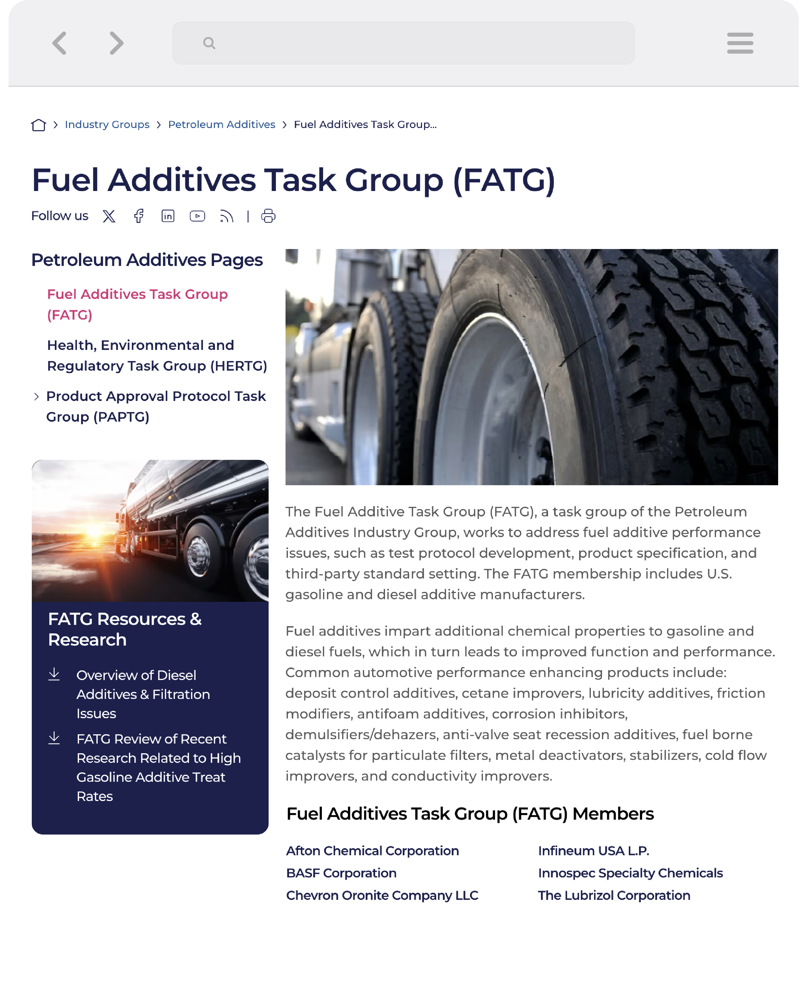 Industry Groups > Petroleum Additives > Fuel Additives Task Group...
Fuel Additives Task Group (FATG)
Follow us
Petroleum Additives Pages
Fuel Additives Task Group
(FATG)
Health, Environmental and
Regulatory Task Group (HERTG)
Product Approval Protocol Task
Group (PAPTG)
FATG Resources &
Research
Overview of Diesel
Additives & Filtration
Issues
FATG Review of Recent
Research Related to High
Gasoline Additive Treat
Rates
The Fuel Additive Task Group (FATG), a task group of the Petroleum
Additives Industry Group, works to address fuel additive performance
issues, such as test protocol development, product specification, and
third-party standard setting. The FATG membership includes U.S.
gasoline and diesel additive manufacturers.
Fuel additives impart additional chemical properties to gasoline and
diesel fuels, which in turn leads to improved function and performance.
Common automotive performance enhancing products include:
deposit control additives, cetane improvers, lubricity additives, friction
modifiers, antifoam additives, corrosion inhibitors,
demulsifiers/dehazers, anti-valve seat recession additives, fuel borne
catalysts for particulate filters, metal deactivators, stabilizers, cold flow
improvers, and conductivity improvers.
Fuel Additives Task Group (FATG) Members
Afton Chemical Corporation
BASF Corporation
Chevron Oronite Company LLC
Infineum USA L.P.
Innospec Specialty Chemicals
The Lubrizol Corporation